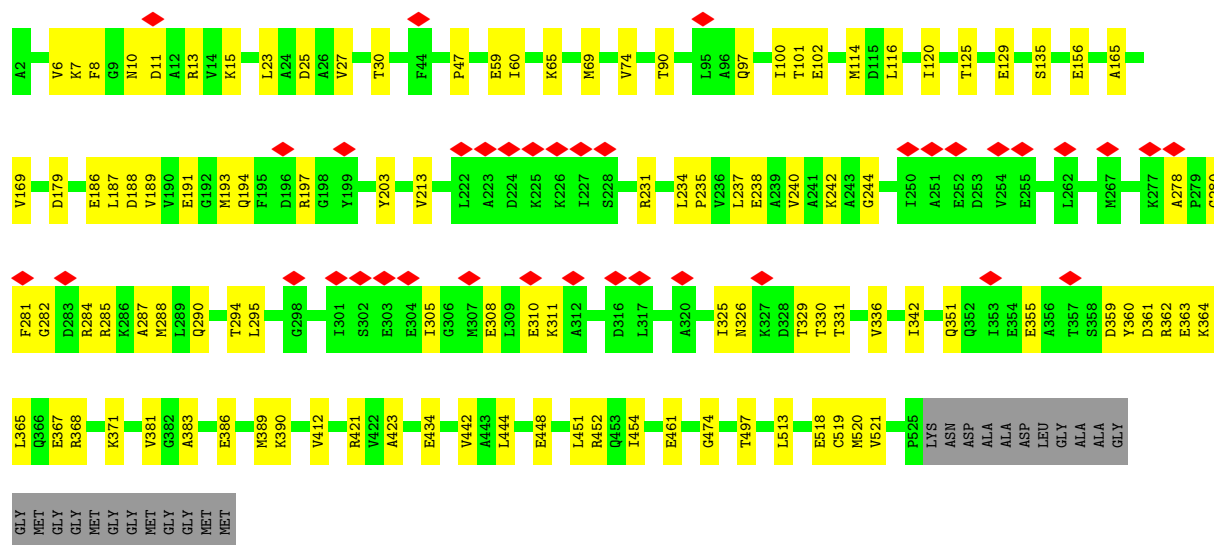 A2 V6 K7 F8 G9 N10 D11 A12 R13 V14 K15 L23 A24 D25 A26 V27 T30 F44 P47 E59 I60 K65 M69 V74 T90 L95 A96 Q97 I100 T101 E102 M114 D115 L116 I120 T125 E129 S135 E156 A165
V169 D179 E186 L187 D188 V189 V190 E191 G192 M193 Q194 F195 D196 R197 G198 Y199 Y203 V213 L222 A223 D224 K225 K226 I227 S228 R231 L234 P235 V236 L237 E238 A239 V240 A241 K242 A243 G244 I250 A251 E252 D253 V254 E255 L262 M267 K277 A278 P279 G280
F281 G282 D283 R284 R285 K286 A287 M288 L289 Q290 T294 L295 G298 I301 S302 E303 E304 I305 G306 M307 E308 L309 E310 K311 A312 D316 L317 A320 I325 N326 K327 D328 T329 T330 T331 V336 I342 Q351 Q352 I353 E354 E355 A356 T357 S358 D359 Y360 D361 R362 E363 K364
L365 Q366 E367 R368 K371 V381 G382 A383 E386 M389 K390 V412 R421 V422 A423 E434 V442 A443 L444 E448 L451 R452 Q453 I454 E461 G474 T497 L513 E518 C519 M520 V521 P525 LYS ASN ASP ALA ALA ASP LEU GLY ALA ALA GLY
GLY MET GLY GLY MET GLY GLY MET GLY GLY MET MET